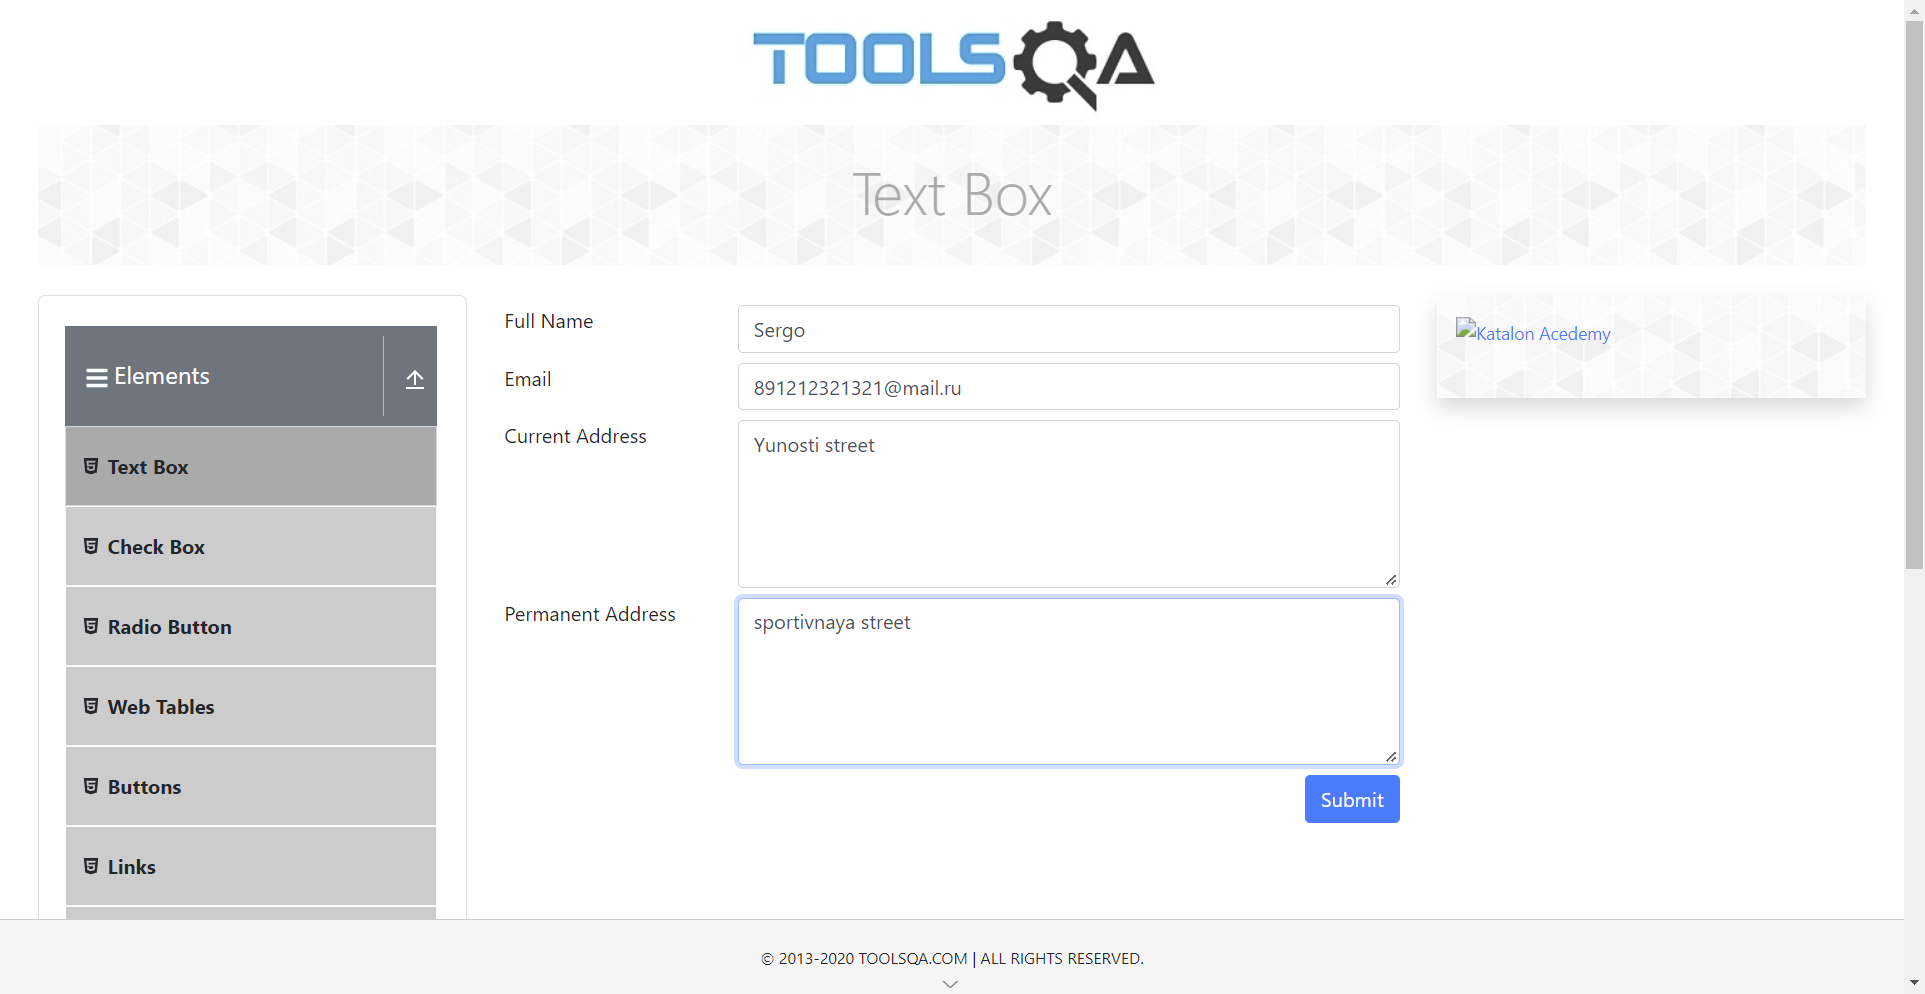 TOOLSQA
Text Box
Elements
Text Box
Check Box
Radio Button
Web Tables
Buttons
Links
Full Name
Sergo
Email
891212321321@mail.ru
Current Address
Yunosti street
Permanent Address
sportivnaya street
Submit
Katalon Acedemy
© 2013-2020 TOOLSQA.COM | ALL RIGHTS RESERVED.